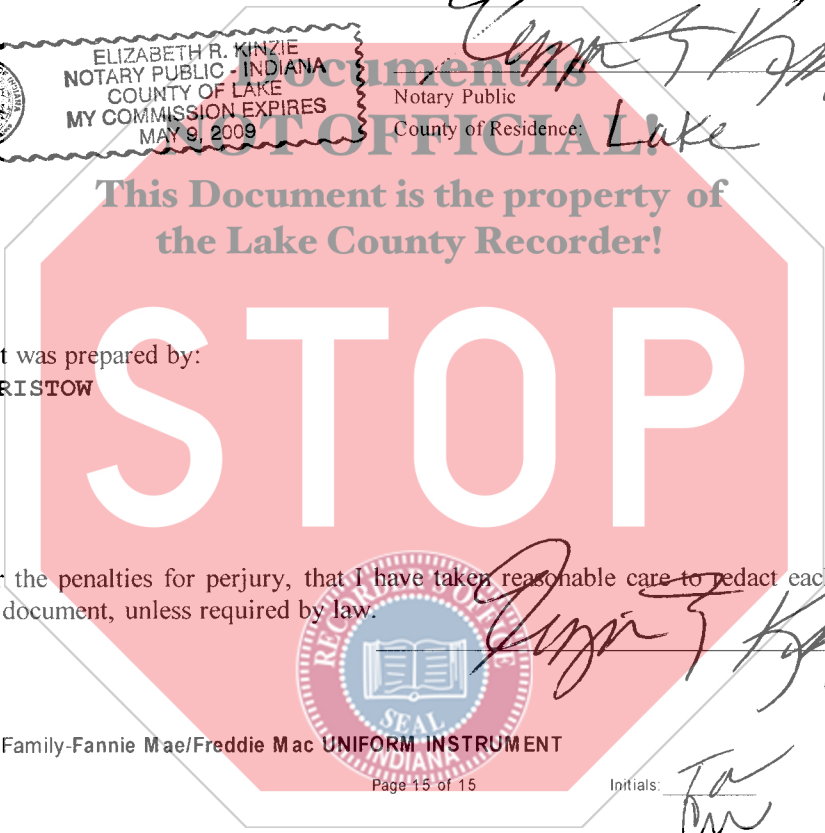 ELIZABETH R. KINZIE
NOTARY PUBLIC - INDIANA
COUNTY OF LAKE
MY COMMISSION EXPIRES
MAY 9, 2009
Document is
Notary Public
NOT OFFICIAL!
County of Residence: Lake
This Document is the property of
the Lake County Recorder!
STOP
t was prepared by:
RISTOW
r the penalties for perjury, that I have taken reasonable care to redact eac
document, unless required by law.
RECORDER'S OFFICE
SEAL
INDIANA
Family-Fannie Mae/Freddie Mac UNIFORM INSTRUMENT
Page 15 of 15
Initials: